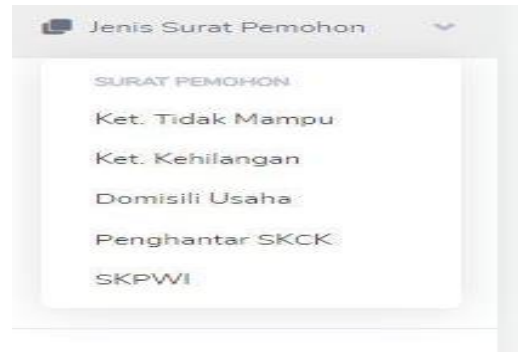 Jenis Surat Pemohon
SURAT PEMOHON
Ket. Tidak Mampu
Ket. Kehilangan
Domisili Usaha
Penghantar SKCK
SKPWI